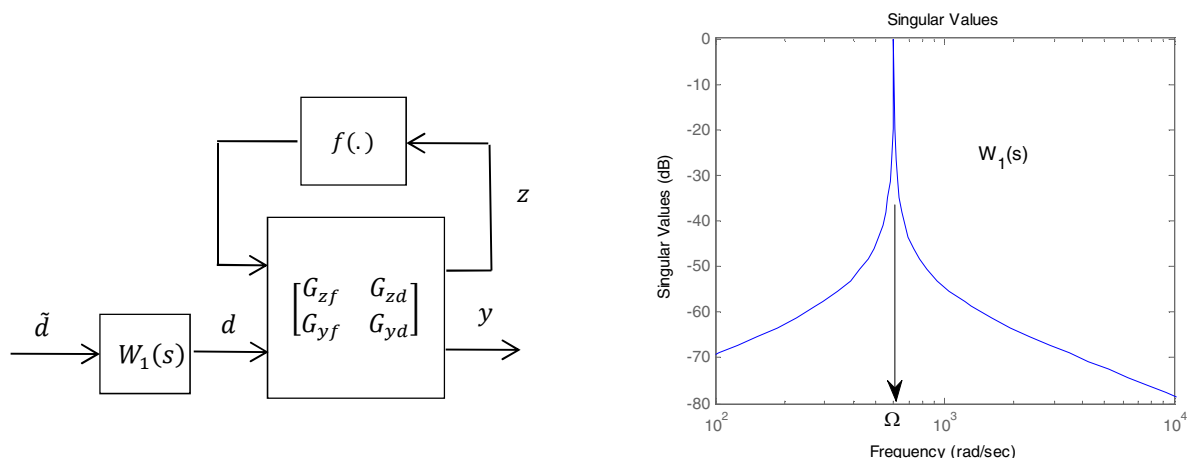 f(.)
z
[G_zf G_zd]
[G_yf G_yd]
d̃
W₁(s)
d
y
Singular Values
Singular Values (dB)
0
-10
-20
-30
-40
-50
-60
-70
-80
W₁(s)
Ω
10²
10³
10⁴
Frequency (rad/sec)